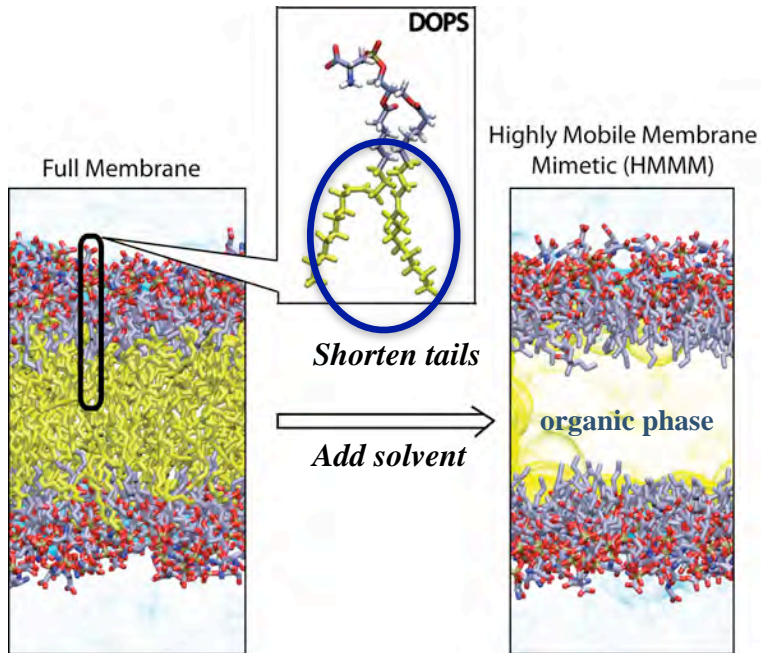 DOPS
Full Membrane
Highly Mobile Membrane
Mimetic (HMMM)
Shorten tails
organic phase
Add solvent